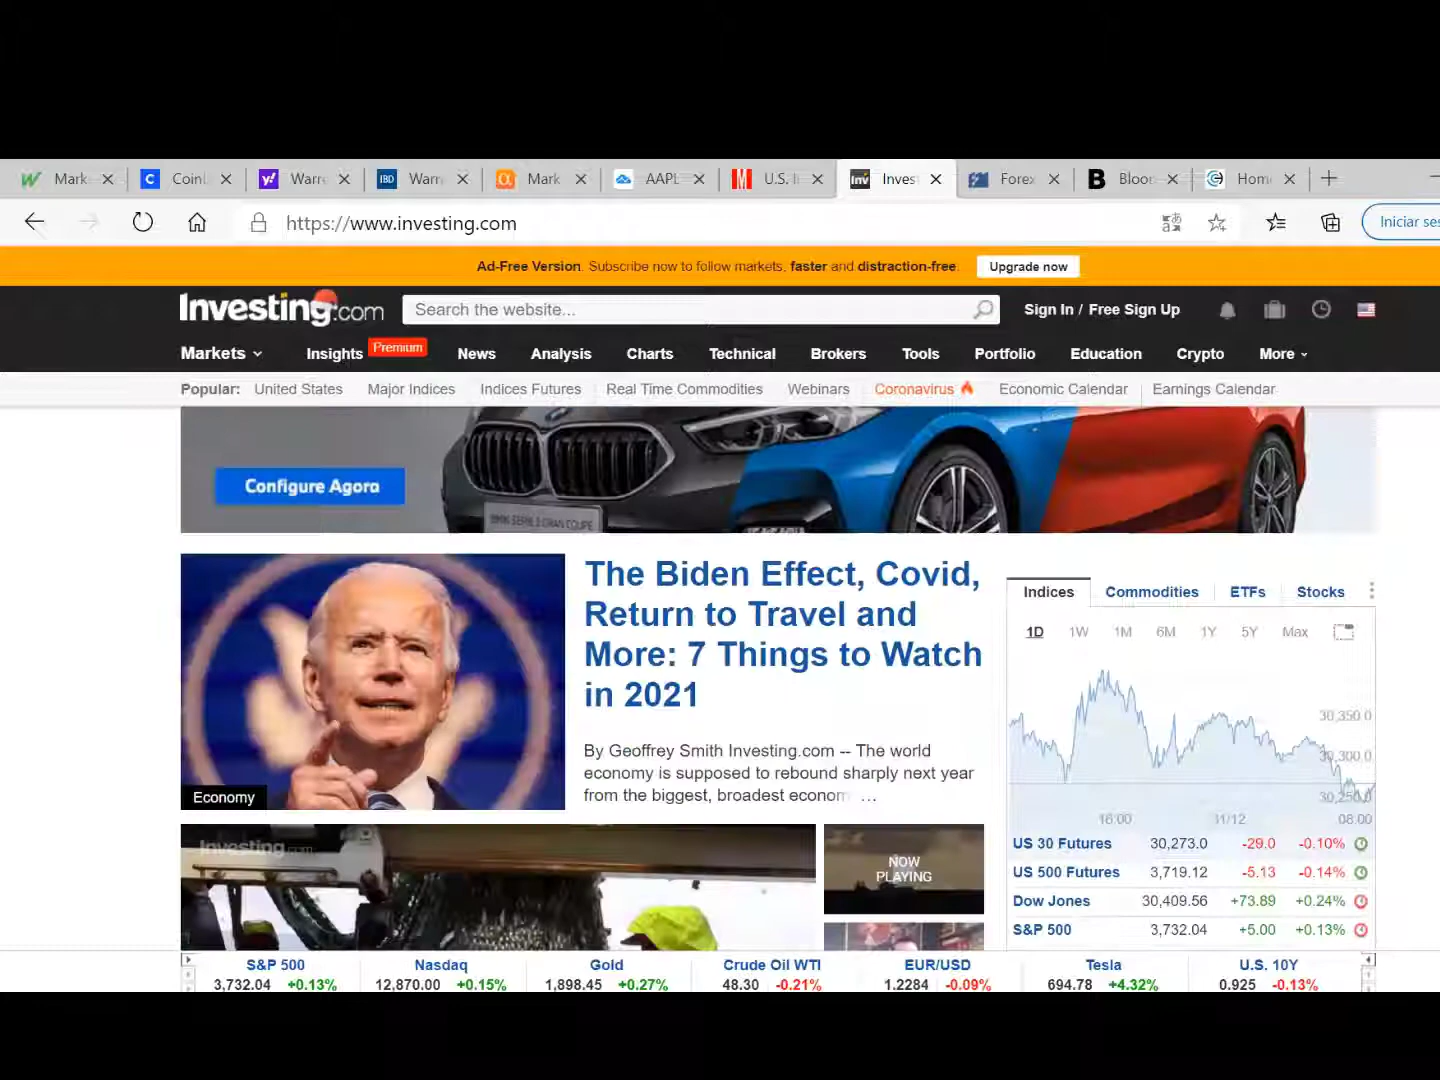 Mark
Coin
Warr
Warr
Mark
AAPL
U.S. I
Inves
Forex
Bloo
Hom
https://www.investing.com
Iniciar ses
Ad-Free Version. Subscribe now to follow markets, faster and distraction-free.
Upgrade now
Investing.com
Search the website...
Sign In / Free Sign Up
Markets
Insights
Premium
News
Analysis
Charts
Technical
Brokers
Tools
Portfolio
Education
Crypto
More
Popular: United States Major Indices Indices Futures Real Time Commodities Webinars Coronavirus Economic Calendar Earnings Calendar
Configure Agora
BMW SERIE 2 GRAN COUPE
The Biden Effect, Covid,
Return to Travel and
More: 7 Things to Watch
in 2021
By Geoffrey Smith Investing.com -- The world
economy is supposed to rebound sharply next year
from the biggest, broadest econom ...
Economy
Investing.com
NOW
PLAYING
Indices Commodities ETFs Stocks
1D 1W 1M 6M 1Y 5Y Max
30,350.0
30,300.0
30,250.0
16:00 11/12 08:00
US 30 Futures 30,273.0 -29.0 -0.10%
US 500 Futures 3,719.12 -5.13 -0.14%
Dow Jones 30,409.56 +73.89 +0.24%
S&P 500 3,732.04 +5.00 +0.13%
S&P 500 Nasdaq Gold Crude Oil WTI EUR/USD Tesla U.S. 10Y
3,732.04 +0.13% 12,870.00 +0.15% 1,898.45 +0.27% 48.30 -0.21% 1.2284 -0.09% 694.78 +4.32% 0.925 -0.13%